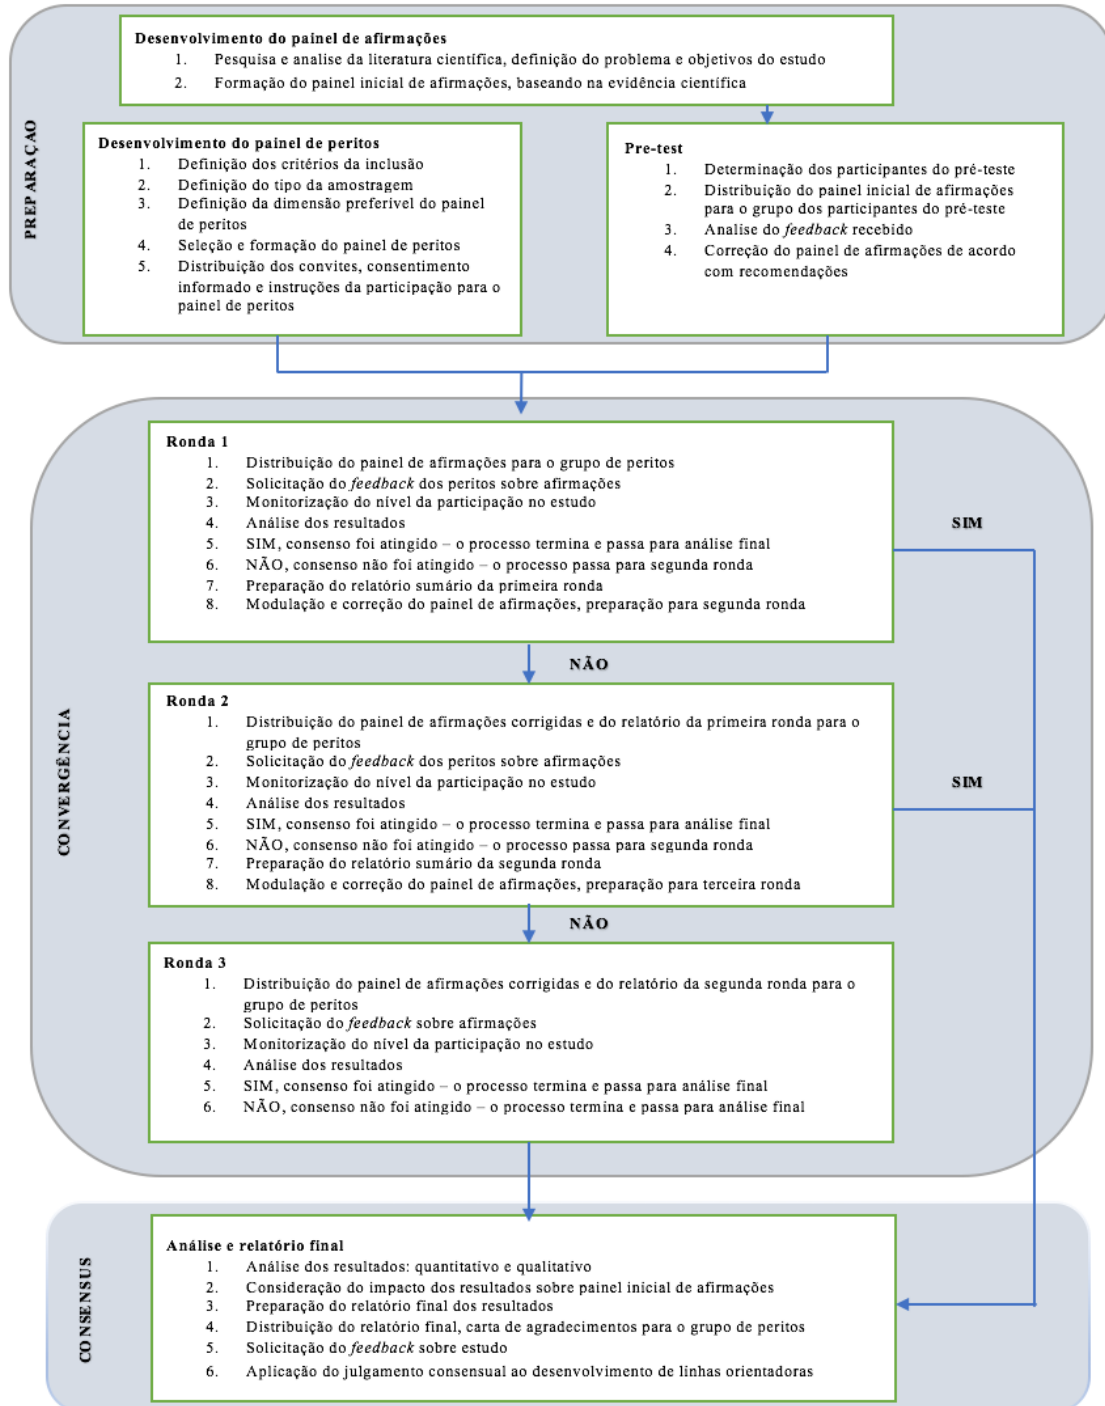 PREPARAÇAO
Desenvolvimento do painel de afirmações
1. Pesquisa e analise da literatura científica, definição do problema e objetivos do estudo
2. Formação do painel inicial de afirmações, baseando na evidência científica
Desenvolvimento do painel de peritos
1. Definição dos critérios da inclusão
2. Definição do tipo da amostragem
3. Definição da dimensão preferivel do painel
de peritos
4. Seleção e formação do painel de peritos
5. Distribuição dos convites, consentimento
informado e instruções da participação para o
painel de peritos
Pre-test
1. Determinação dos participantes do pré-teste
2. Distribuição do painel inicial de afirmações
para o grupo dos participantes do pré-teste
3. Analise do feedback recebido
4. Correção do painel de afirmações de acordo
com recomendações
CONVERGÊNCIA
Ronda 1
1. Distribuição do painel de afirmações para o grupo de peritos
2. Solicitação do feedback dos peritos sobre afirmações
3. Monitorização do nível da participação no estudo
4. Análise dos resultados
5. SIM, consenso foi atingido – o processo termina e passa para análise final
6. NÃO, consenso não foi atingido – o processo passa para segunda ronda
7. Preparação do relatório sumário da primeira ronda
8. Modulação e correção do painel de afirmações, preparação para segunda ronda
SIM
NÃO
Ronda 2
1. Distribuição do painel de afirmações corrigidas e do relatório da primeira ronda para o
grupo de peritos
2. Solicitação do feedback dos peritos sobre afirmações
3. Monitorização do nível da participação no estudo
4. Análise dos resultados
5. SIM, consenso foi atingido – o processo termina e passa para análise final
6. NÃO, consenso não foi atingido – o processo passa para segunda ronda
7. Preparação do relatório sumário da segunda ronda
8. Modulação e correção do painel de afirmações, preparação para terceira ronda
SIM
NÃO
Ronda 3
1. Distribuição do painel de afirmações corrigidas e do relatório da segunda ronda para o
grupo de peritos
2. Solicitação do feedback sobre afirmações
3. Monitorização do nível da participação no estudo
4. Análise dos resultados
5. SIM, consenso foi atingido – o processo termina e passa para análise final
6. NÃO, consenso não foi atingido – o processo termina e passa para análise final
CONSENSUS
Análise e relatório final
1. Análise dos resultados: quantitativo e qualitativo
2. Consideração do impacto dos resultados sobre painel inicial de afirmações
3. Preparação do relatório final dos resultados
4. Distribuição do relatório final, carta de agradecimentos para o grupo de peritos
5. Solicitação do feedback sobre estudo
6. Aplicação do julgamento consensual ao desenvolvimento de linhas orientadoras